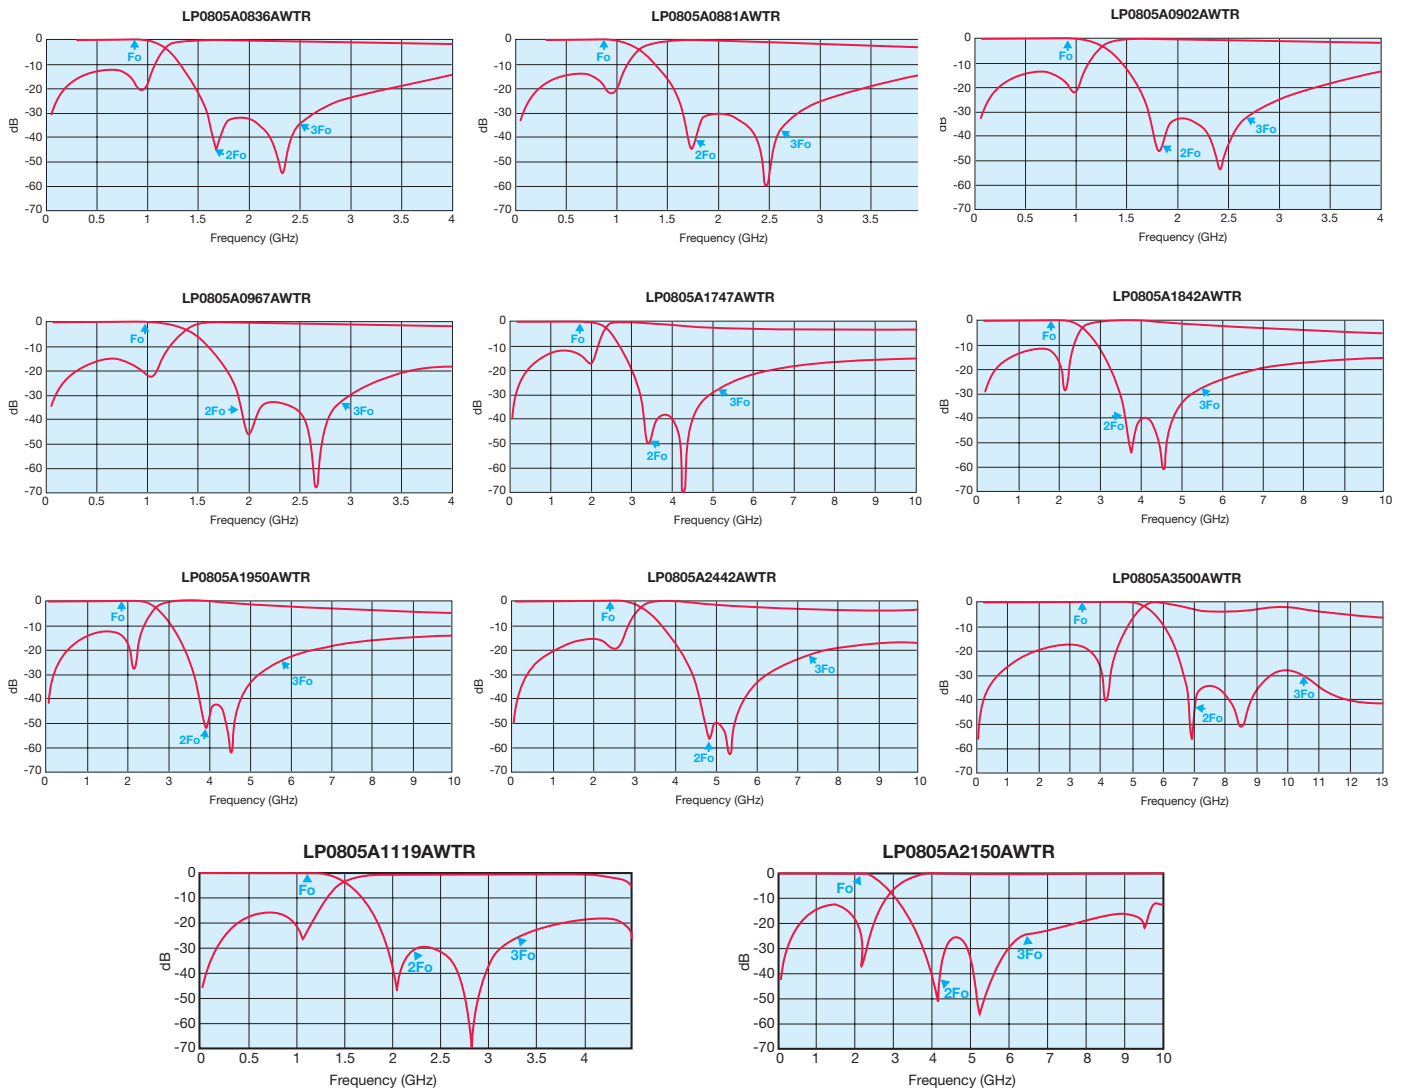 LP0805A0836AWTR
0
-10
-20
-30
-40
-50
-60
-70
dB
Fo
2Fo
3Fo
0 0.5 1 1.5 2 2.5 3 3.5 4
Frequency (GHz)
LP0805A0881AWTR
0
-10
-20
-30
-40
-50
-60
-70
dB
Fo
2Fo
3Fo
0 0.5 1 1.5 2 2.5 3 3.5
Frequency (GHz)
LP0805A0902AWTR
0
-10
-20
-30
-40
-50
-60
-70
dB
Fo
2Fo
3Fo
0 0.5 1 1.5 2 2.5 3 3.5 4
Frequency (GHz)
LP0805A0967AWTR
0
-10
-20
-30
-40
-50
-60
-70
dB
Fo
2Fo
3Fo
0 0.5 1 1.5 2 2.5 3 3.5 4
Frequency (GHz)
LP0805A1747AWTR
0
-10
-20
-30
-40
-50
-60
-70
dB
Fo
2Fo
3Fo
0 1 2 3 4 5 6 7 8 9 10
Frequency (GHz)
LP0805A1842AWTR
0
-10
-20
-30
-40
-50
-60
-70
dB
Fo
2Fo
3Fo
0 1 2 3 4 5 6 7 8 9 10
Frequency (GHz)
LP0805A1950AWTR
0
-10
-20
-30
-40
-50
-60
-70
dB
Fo
2Fo
3Fo
0 1 2 3 4 5 6 7 8 9 10
Frequency (GHz)
LP0805A2442AWTR
0
-10
-20
-30
-40
-50
-60
-70
dB
Fo
2Fo
3Fo
0 1 2 3 4 5 6 7 8 9 10
Frequency (GHz)
LP0805A3500AWTR
0
-10
-20
-30
-40
-50
-60
-70
dB
Fo
2Fo
3Fo
0 1 2 3 4 5 6 7 8 9 10 11 12 13
Frequency (GHz)
LP0805A1119AWTR
0
-10
-20
-30
-40
-50
-60
-70
dB
Fo
2Fo
3Fo
0 0.5 1 1.5 2 2.5 3 3.5 4
Frequency (GHz)
LP0805A2150AWTR
0
-10
-20
-30
-40
-50
-60
-70
dB
Fo
2Fo
3Fo
0 1 2 3 4 5 6 7 8 9 10
Frequency (GHz)